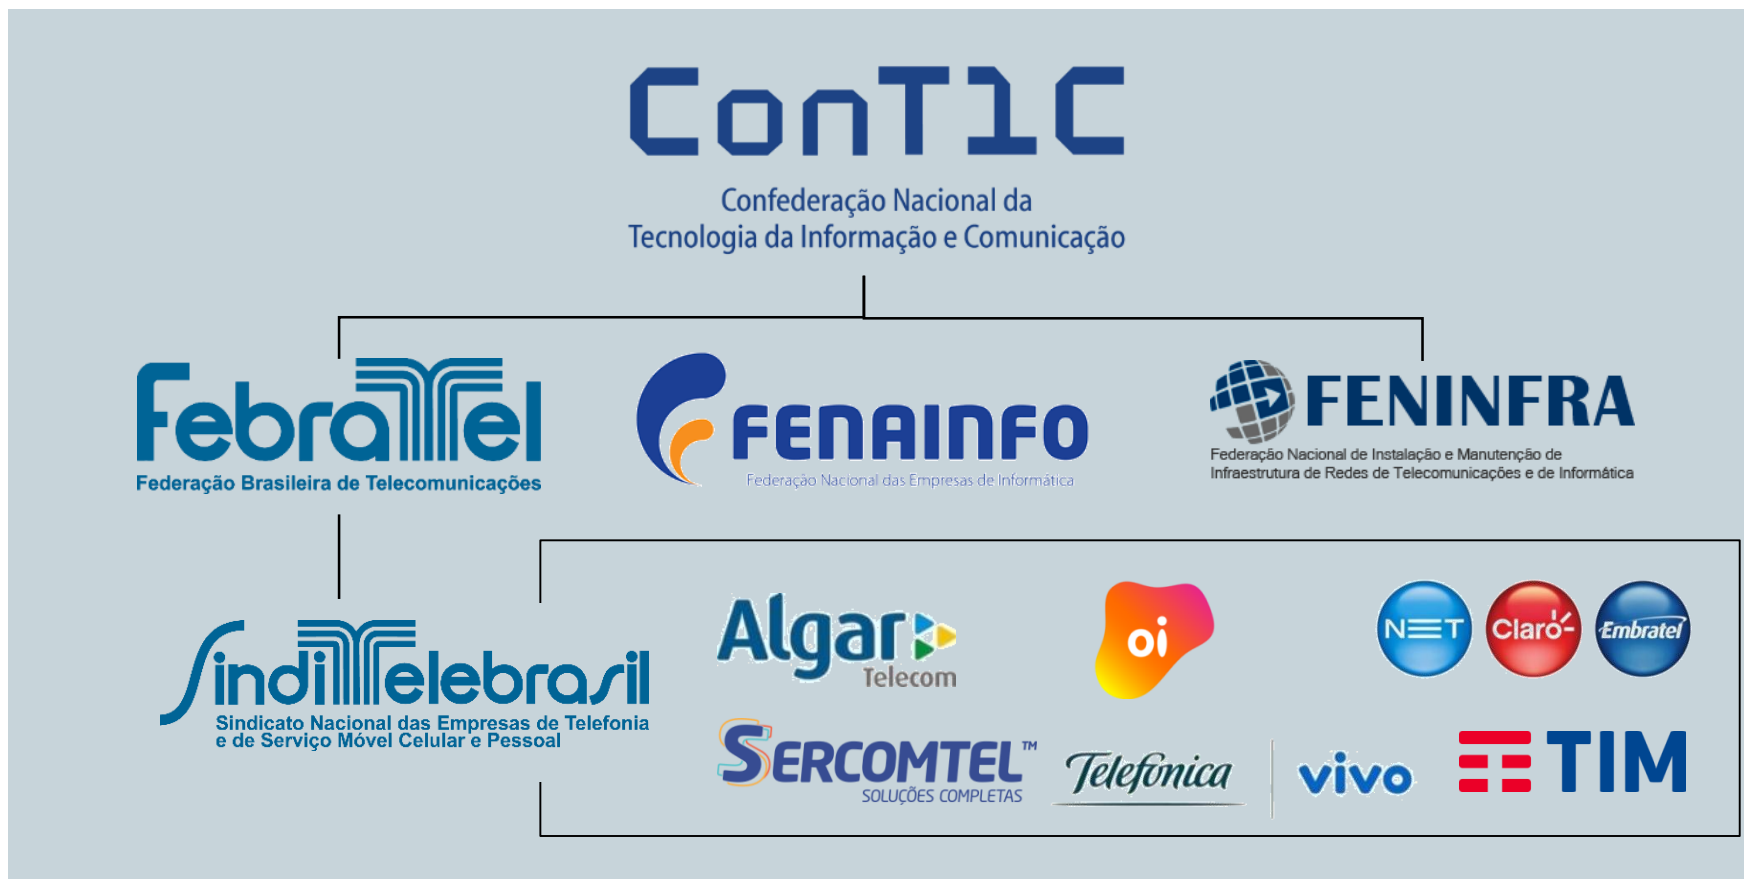 ConT1C
Confederação Nacional da
Tecnologia da Informação e Comunicação
Febratel
Federação Brasileira de Telecomunicações
FENAINFO
Federação Nacional das Empresas de Informática
FENINFRA
Federação Nacional de Instalação e Manutenção de
Infraestrutura de Redes de Telecomunicações e de Informática
SindiTelebrasil
Sindicato Nacional das Empresas de Telefonia
e de Serviço Móvel Celular e Pessoal
Algar
Telecom
oi
NET
Claro
Embratel
SERCOMTEL™
SOLUÇÕES COMPLETAS
Telefónica
vivo
TIM